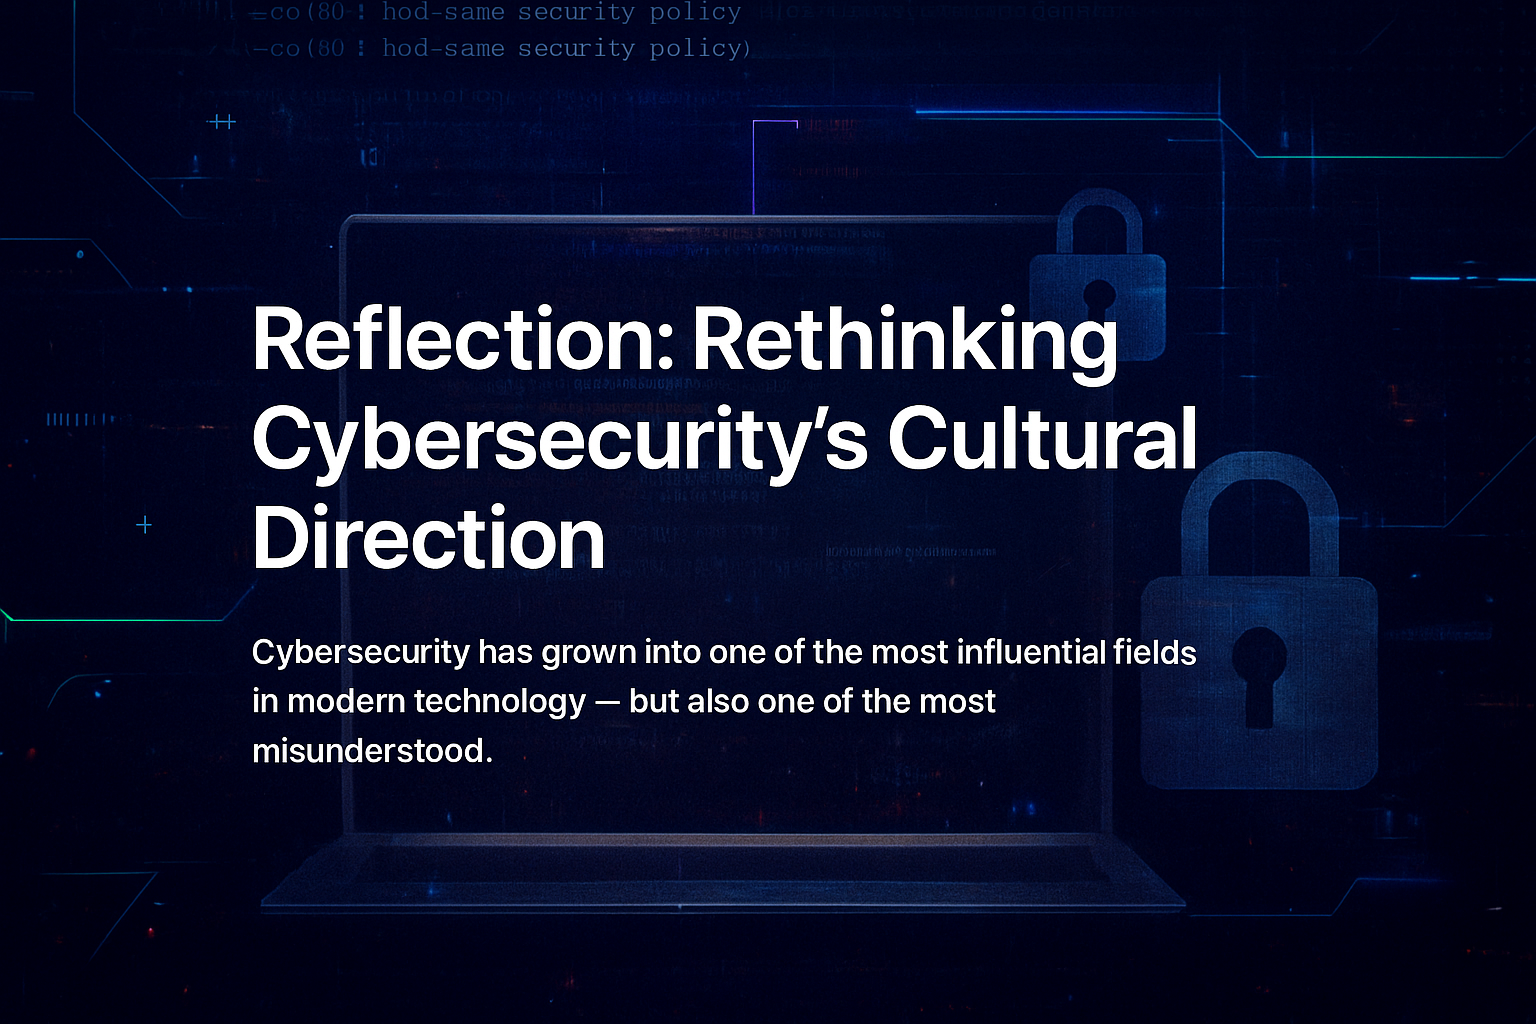 co(80 : hod-same security policy
-co(80 : hod-same security policy)
Reflection: Rethinking
Cybersecurity’s Cultural
Direction
Cybersecurity has grown into one of the most influential fields
in modern technology — but also one of the most
misunderstood.